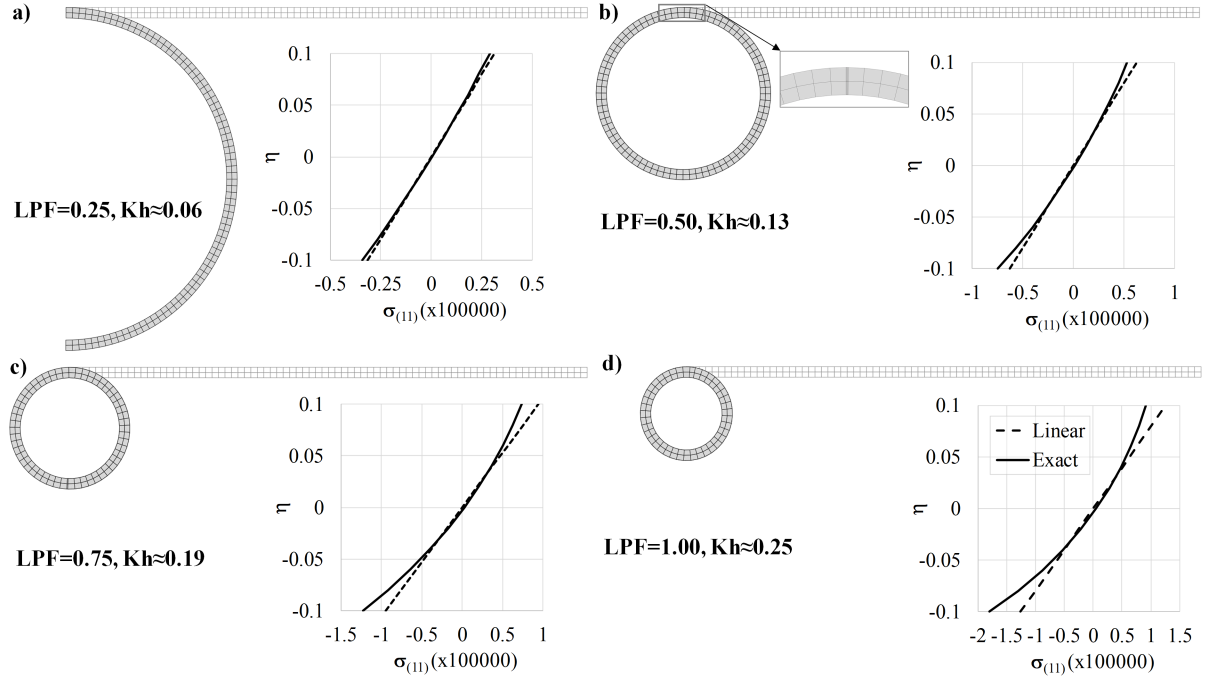 a)
0.1
0.05
0
-0.05
-0.1
η
-0.5 -0.25 0 0.25 0.5
σ(11)(x100000)
LPF=0.25, Kh≈0.06
b)
0.1
0.05
0
-0.05
-0.1
η
-1 -0.5 0 0.5 1
σ(11)(x100000)
LPF=0.50, Kh≈0.13
c)
0.1
0.05
0
-0.05
-0.1
η
-1.5 -1 -0.5 0 0.5 1
σ(11)(x100000)
LPF=0.75, Kh≈0.19
d)
0.1
0.05
0
-0.05
-0.1
η
Linear
Exact
-2 -1.5 -1 -0.5 0 0.5 1 1.5
σ(11)(x100000)
LPF=1.00, Kh≈0.25